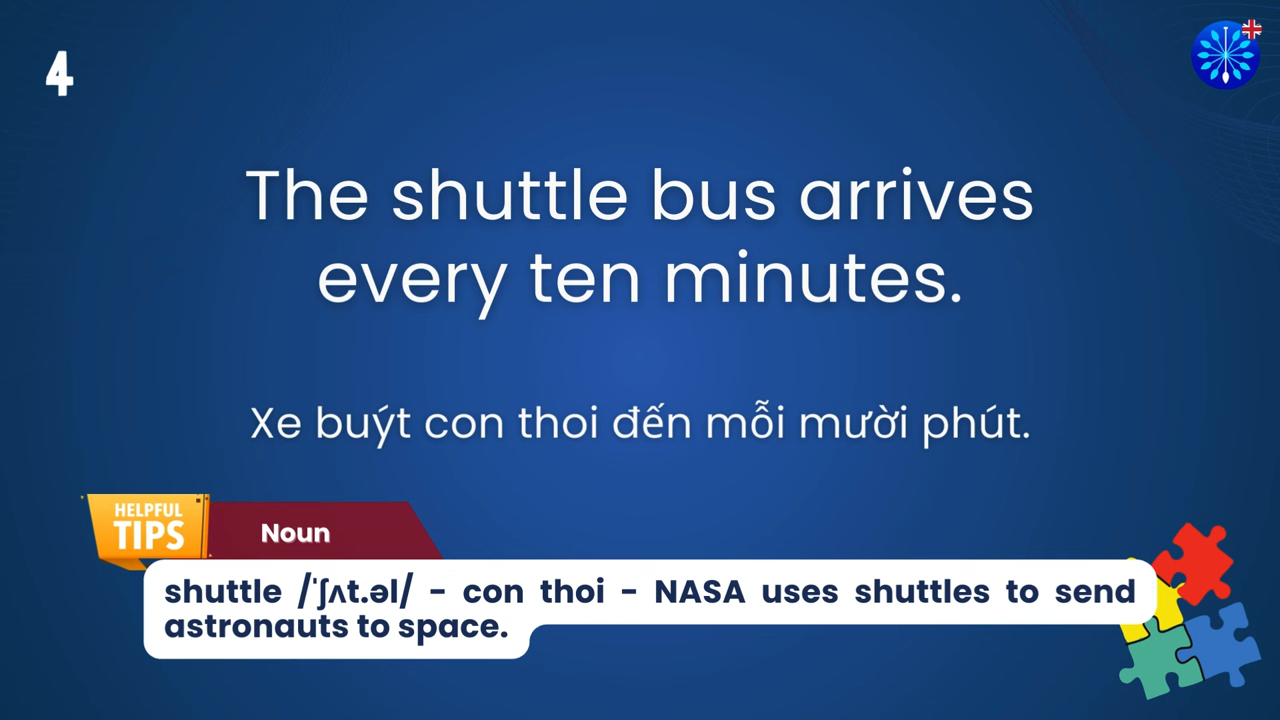 4
The shuttle bus arrives
every ten minutes.
Xe buýt con thoi đến mỗi mười phút.
HELPFUL
TIPS
Noun
shuttle /ˈʃʌt.əl/ - con thoi - NASA uses shuttles to send
astronauts to space.